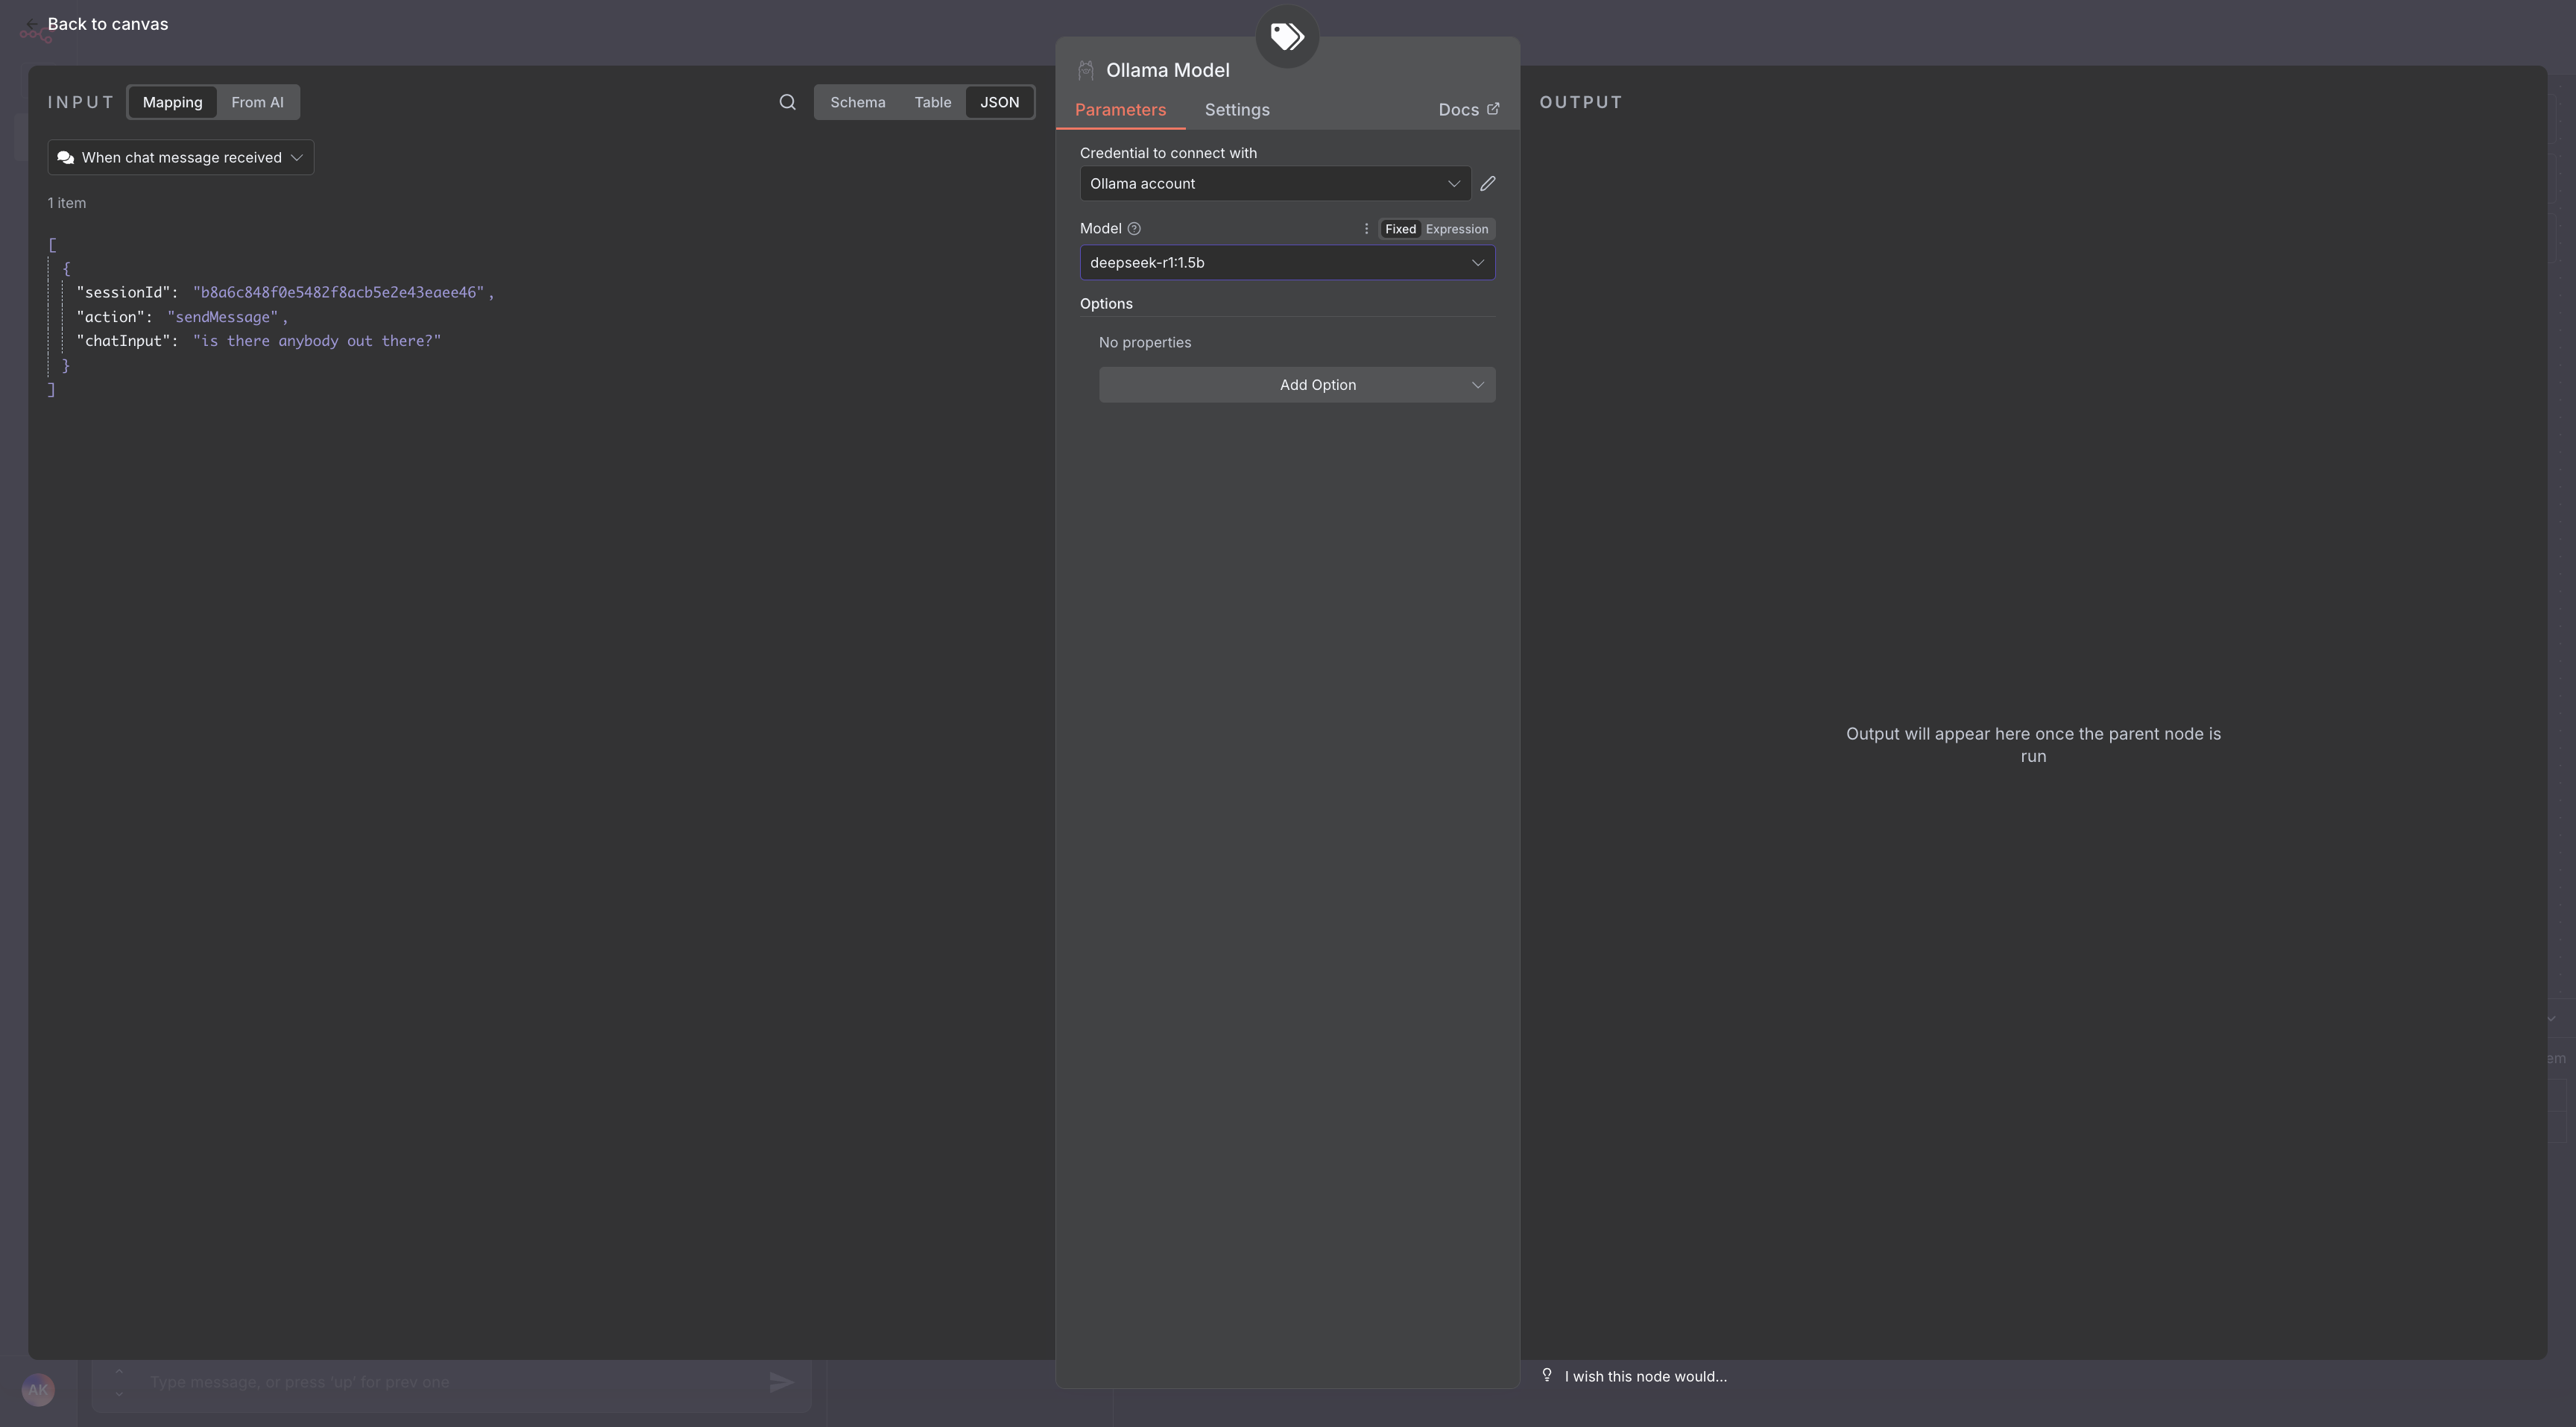 Back to canvas
INPUT
Mapping
From AI
Schema
Table
JSON
When chat message received
1 item
[
{
"sessionId": "b8a6c848f0e5482f8acb5e2e43eaee46",
"action": "sendMessage",
"chatInput": "is there anybody out there?"
}
]
Ollama Model
Parameters
Settings
Docs
Credential to connect with
Ollama account
Model
Fixed
Expression
deepseek-r1:1.5b
Options
No properties
Add Option
OUTPUT
Output will appear here once the parent node is
run
em
AK
Type message, or press 'up' for prev one
I wish this node would...